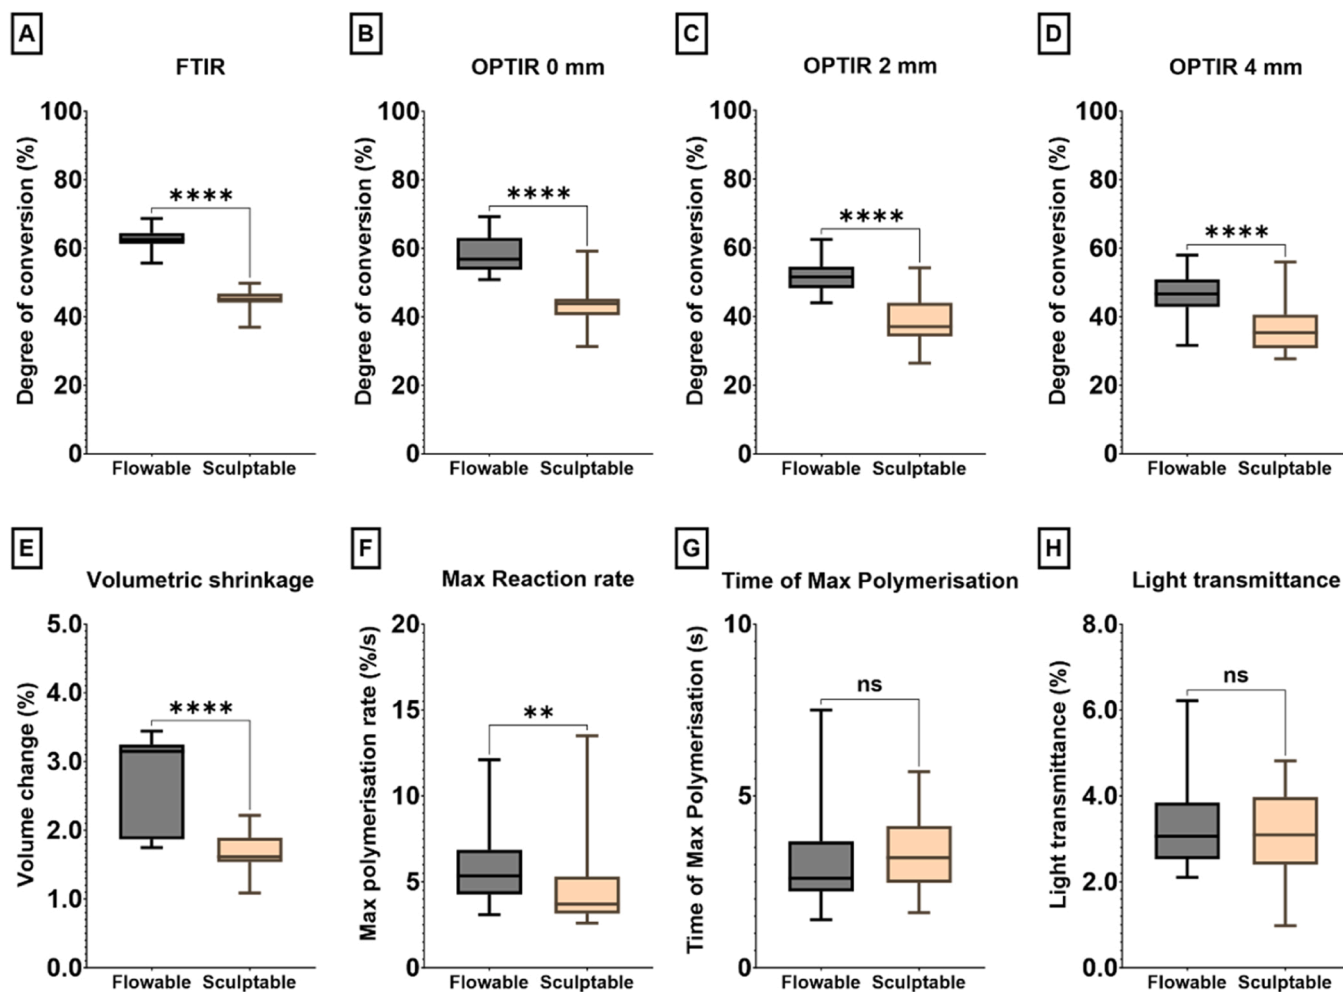 A
FTIR
Degree of conversion (%)
100
80
60
40
20
0
****
Flowable Sculptable
B
OPTIR 0 mm
Degree of conversion (%)
100
80
60
40
20
0
****
Flowable Sculptable
C
OPTIR 2 mm
Degree of conversion (%)
100
80
60
40
20
0
****
Flowable Sculptable
D
OPTIR 4 mm
Degree of conversion (%)
100
80
60
40
20
0
****
Flowable Sculptable
E
Volumetric shrinkage
Volume change (%)
5.0
4.0
3.0
2.0
1.0
0.0
****
Flowable Sculptable
F
Max Reaction rate
Max polymerisation rate (%/s)
20
15
10
5
0
**
Flowable Sculptable
G
Time of Max Polymerisation
Time of Max Polymerisation (s)
10
5
0
ns
Flowable Sculptable
H
Light transmittance
Light transmittance (%)
8.0
6.0
4.0
2.0
0.0
ns
Flowable Sculptable